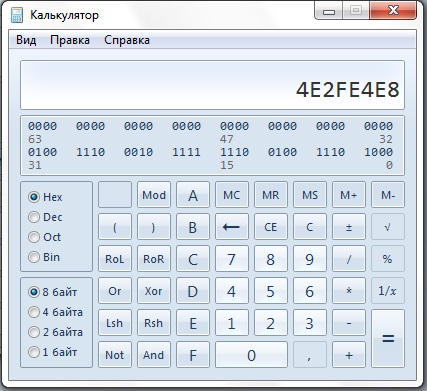 Калькулятор
Вид Правка Справка
4E2FE4E8
0000 0000 0000 0000 0000 0000 0000 0000
63 47 32
0100 1110 0010 1111 1110 0100 1110 1000
31 15 0
Hex
Dec
Oct
Bin
8 байт
4 байта
2 байта
1 байт
Mod A MC MR MS M+ M-
( ) B ← CE C ± √
RoL RoR C 7 8 9 / %
Or Xor D 4 5 6 * 1/x
Lsh Rsh E 1 2 3 - =
Not And F 0 , +